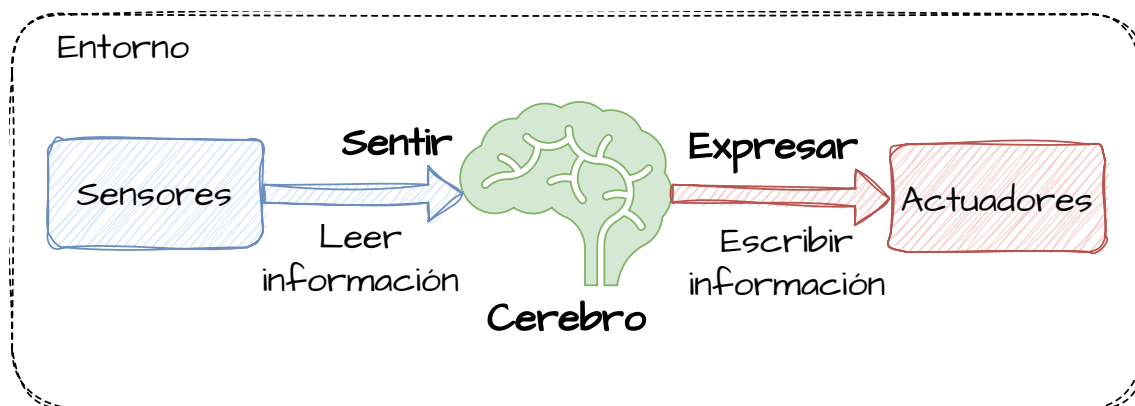 Entorno
Sensores
Sentir
Leer
información
Cerebro
Expresar
Escribir
información
Actuadores